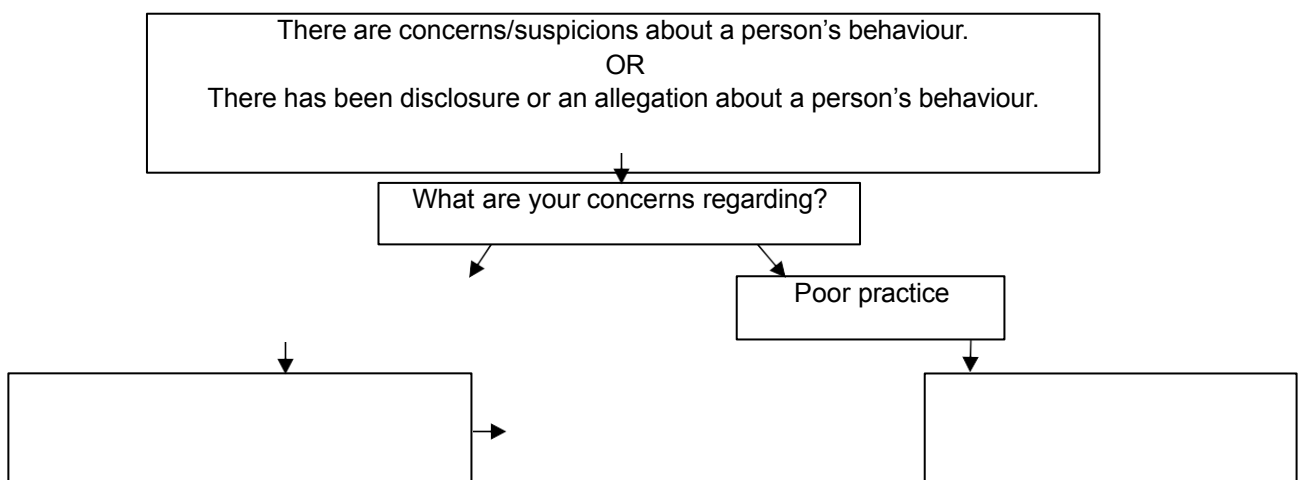 There are concerns/suspicions about a person’s behaviour.
OR
There has been disclosure or an allegation about a person’s behaviour.
What are your concerns regarding?
Poor practice